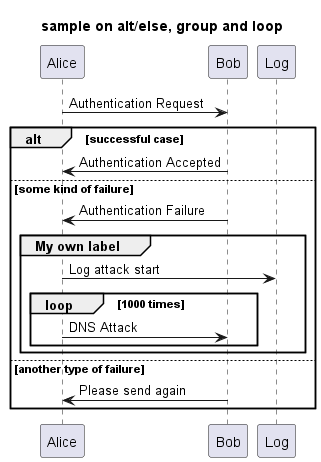 sample on alt/else, group and loop
Alice Bob Log
Authentication Request
alt [successful case]
Authentication Accepted
[some kind of failure]
Authentication Failure
My own label
Log attack start
loop [1000 times]
DNS Attack
[another type of failure]
Please send again
Alice Bob Log